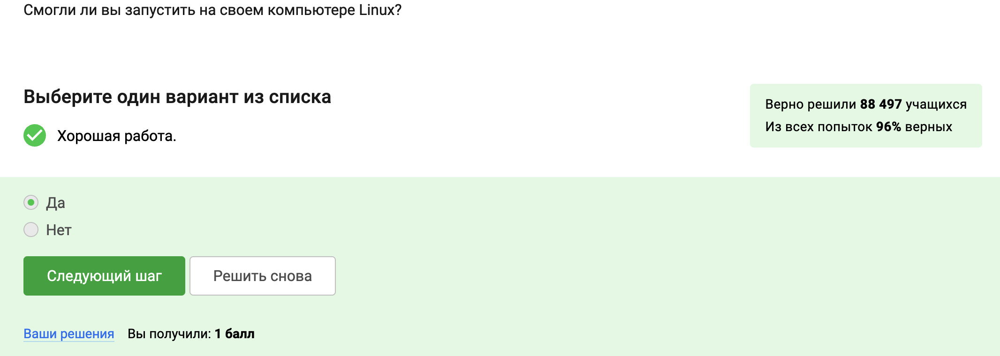 Смогли ли вы запустить на своем компьютере Linux?
Выберите один вариант из списка
Хорошая работа.
Верно решили 88 497 учащихся
Из всех попыток 96% верных
Да
Нет
Следующий шаг
Решить снова
Ваши решения
Вы получили: 1 балл